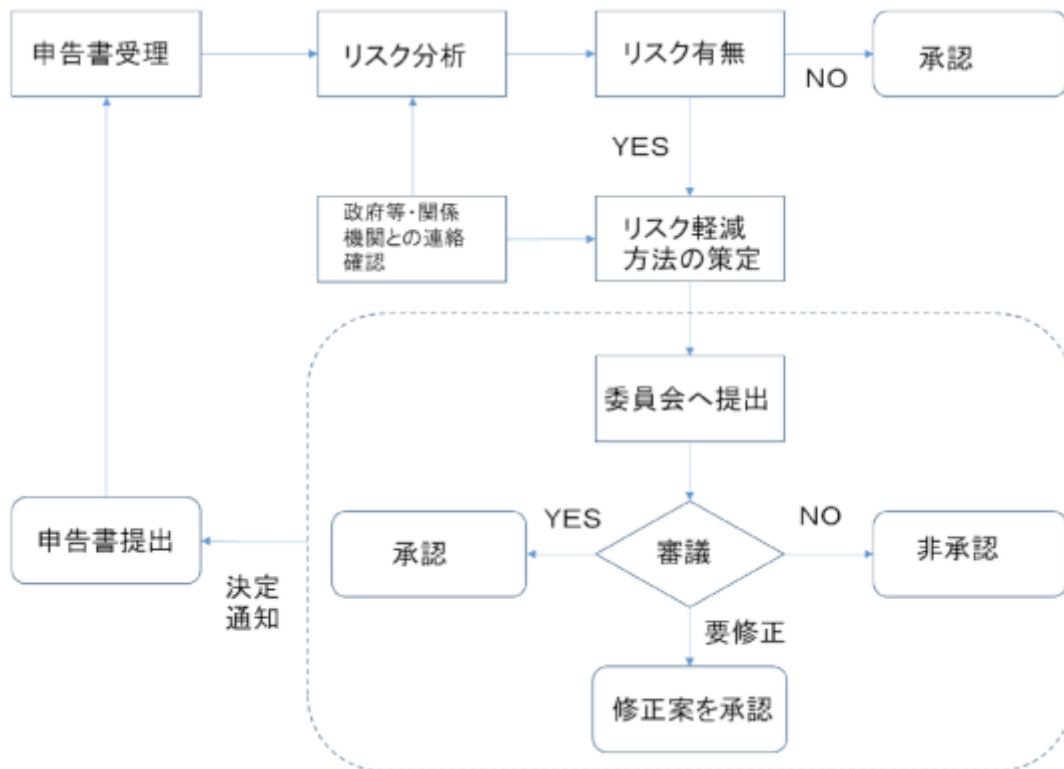 申告書受理
リスク分析
リスク有無
承認
NO
YES
政府等・関係
機関との連絡
確認
リスク軽減
方法の策定
委員会へ提出
申告書提出
決定
通知
承認
YES
審議
NO
非承認
要修正
修正案を承認